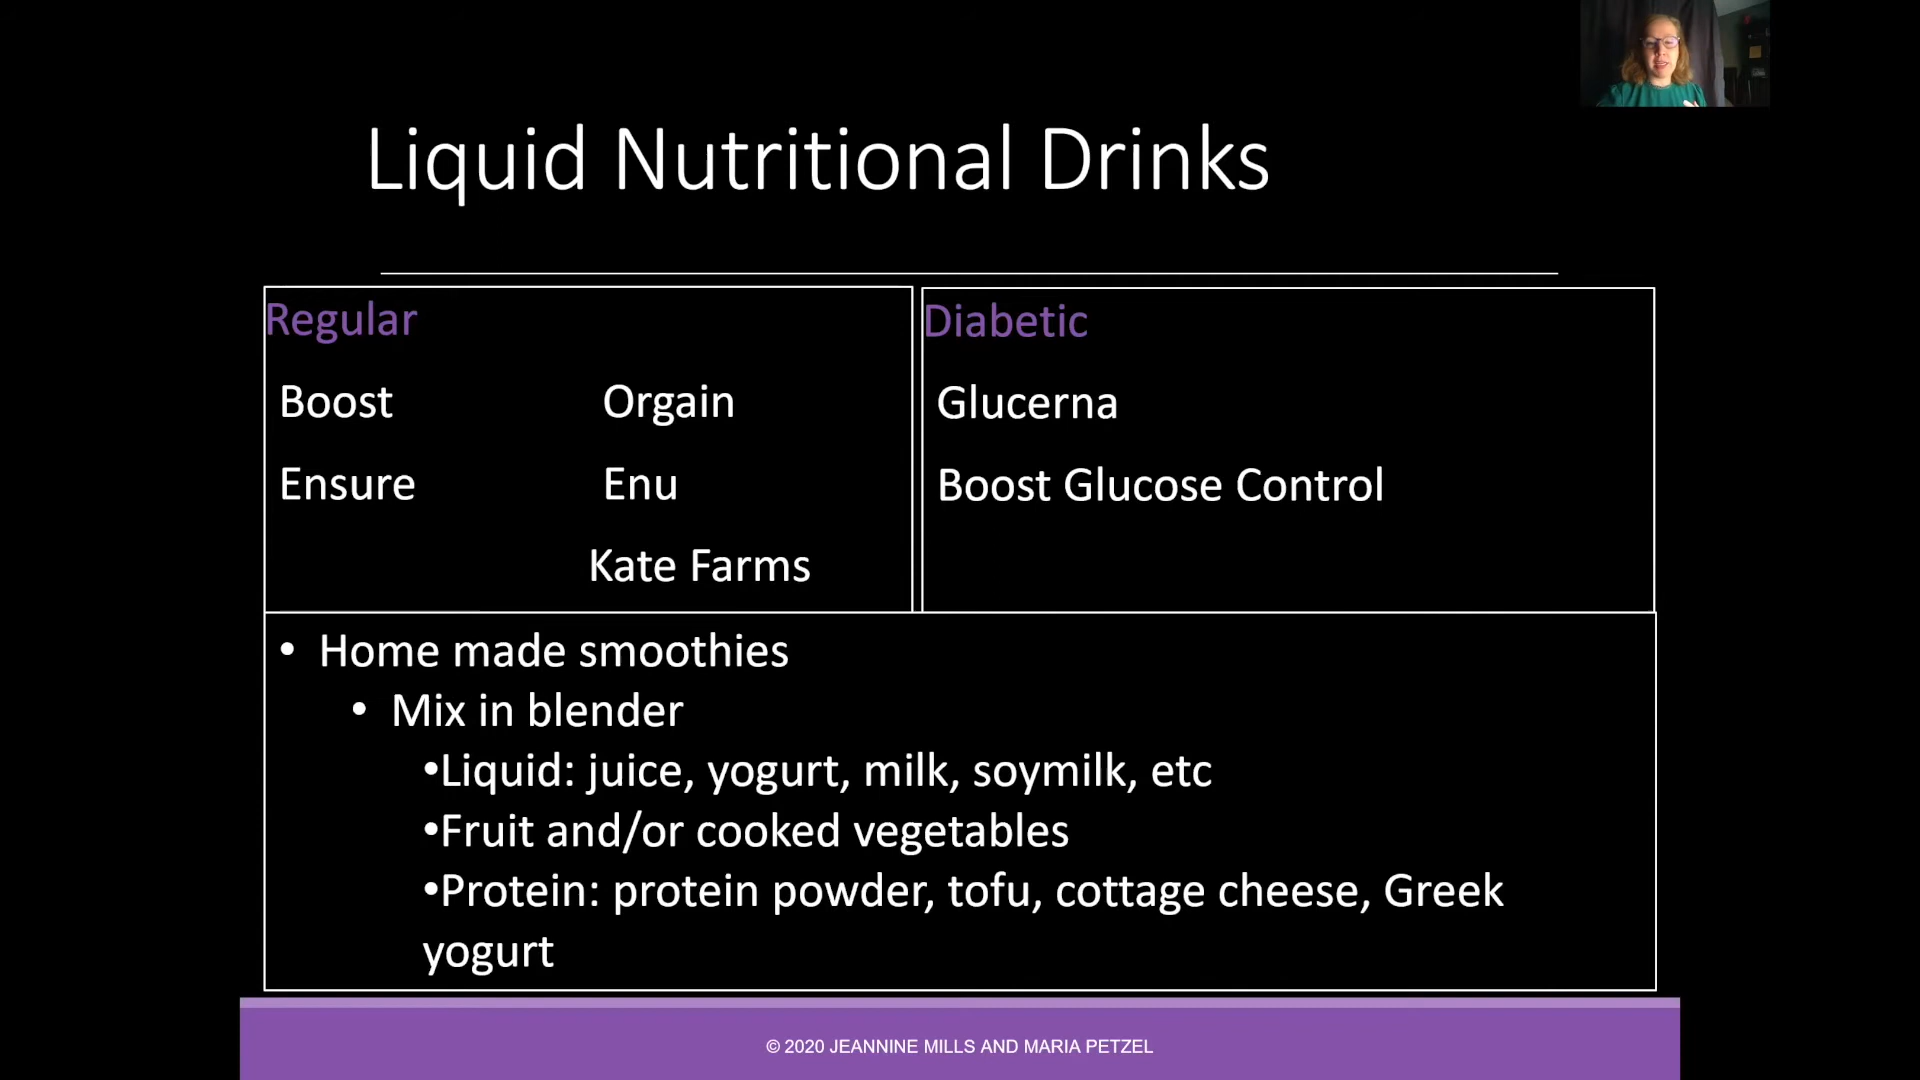 Liquid Nutritional Drinks
Regular
Boost Orgain
Ensure Enu
Kate Farms
Diabetic
Glucerna
Boost Glucose Control
• Home made smoothies
• Mix in blender
•Liquid: juice, yogurt, milk, soymilk, etc
•Fruit and/or cooked vegetables
•Protein: protein powder, tofu, cottage cheese, Greek
yogurt
© 2020 JEANNINE MILLS AND MARIA PETZEL